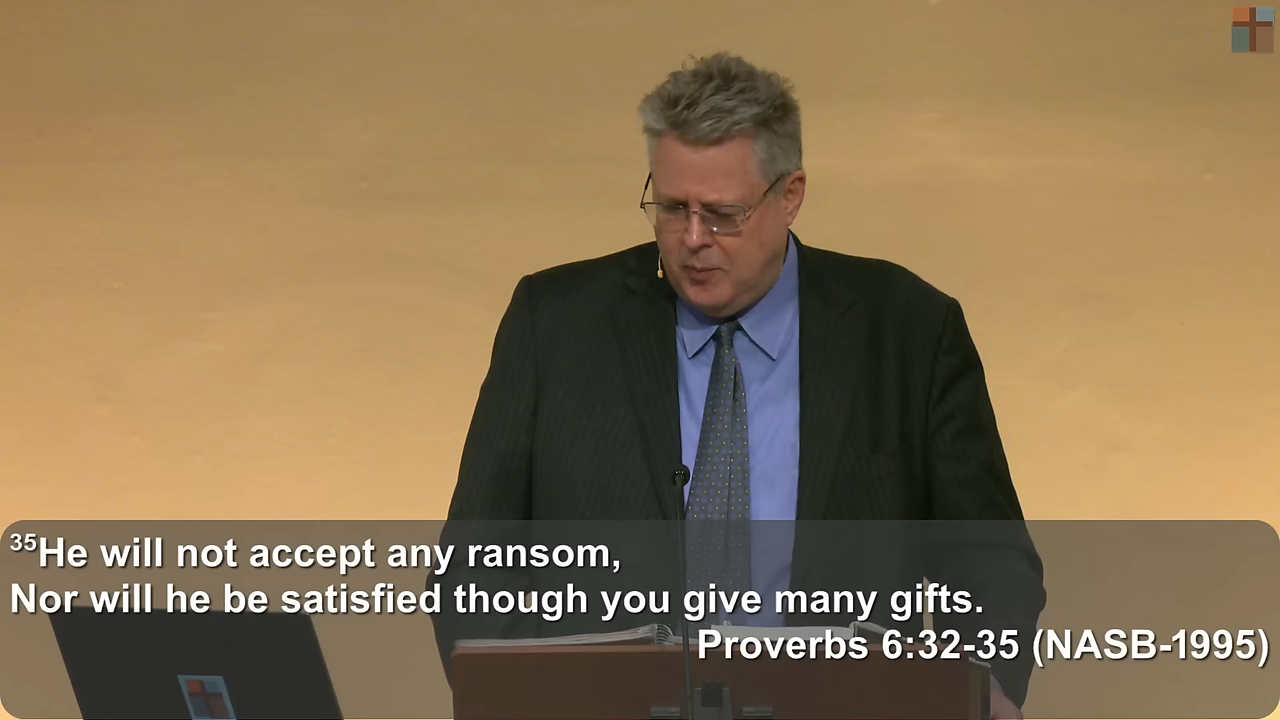 ³⁵He will not accept any ransom,
Nor will he be satisfied though you give many gifts.
Proverbs 6:32-35 (NASB-1995)